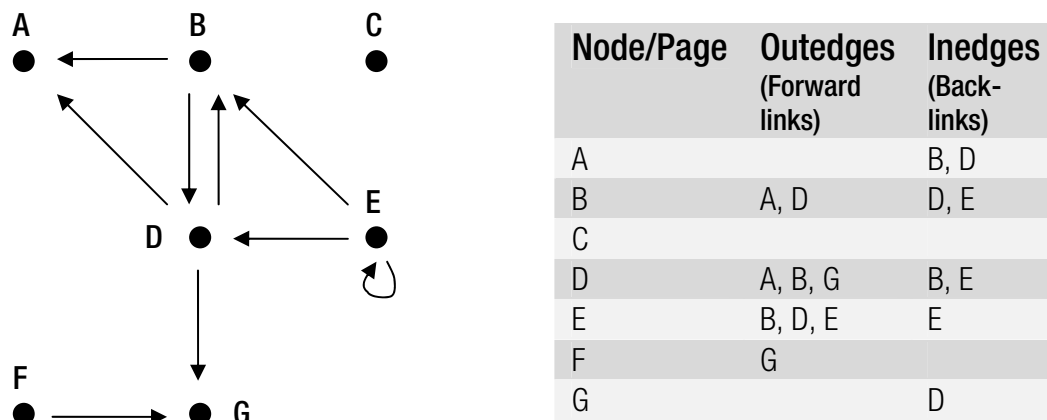 A B C
D E
F G
Node/Page Outedges Inedges
(Forward (Back-
links) links)
A B, D
B A, D D, E
C
D A, B, G B, E
E B, D, E E
F G
G D